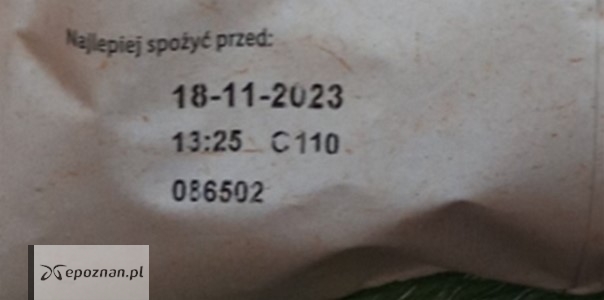 Najlepiej spożyć przed:
18-11-2023
13:25 C110
086502
epoznan.pl